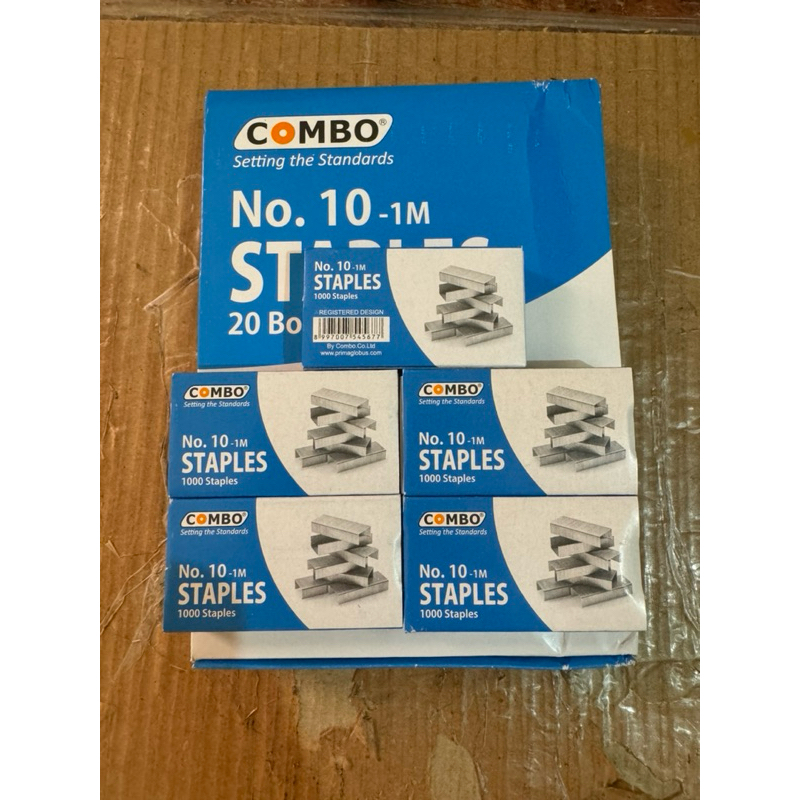 COMBO®
Setting the Standards
No. 10 -1M
20
No. 10 -1M
STAPLES
1000 Staples
REGISTERED DESIGN
8 997007 545677
By Combo.Co.Ltd
www.primaglobus.com
COMBO®
Setting the Standards
No. 10 -1M
STAPLES
1000 Staples
COMBO®
Setting the Standards
No. 10 -1M
STAPLES
1000 Staples
COMBO®
Setting the Standards
No. 10 -1M
STAPLES
1000 Staples
COMBO®
Setting the Standards
No. 10 -1M
STAPLES
1000 Staples